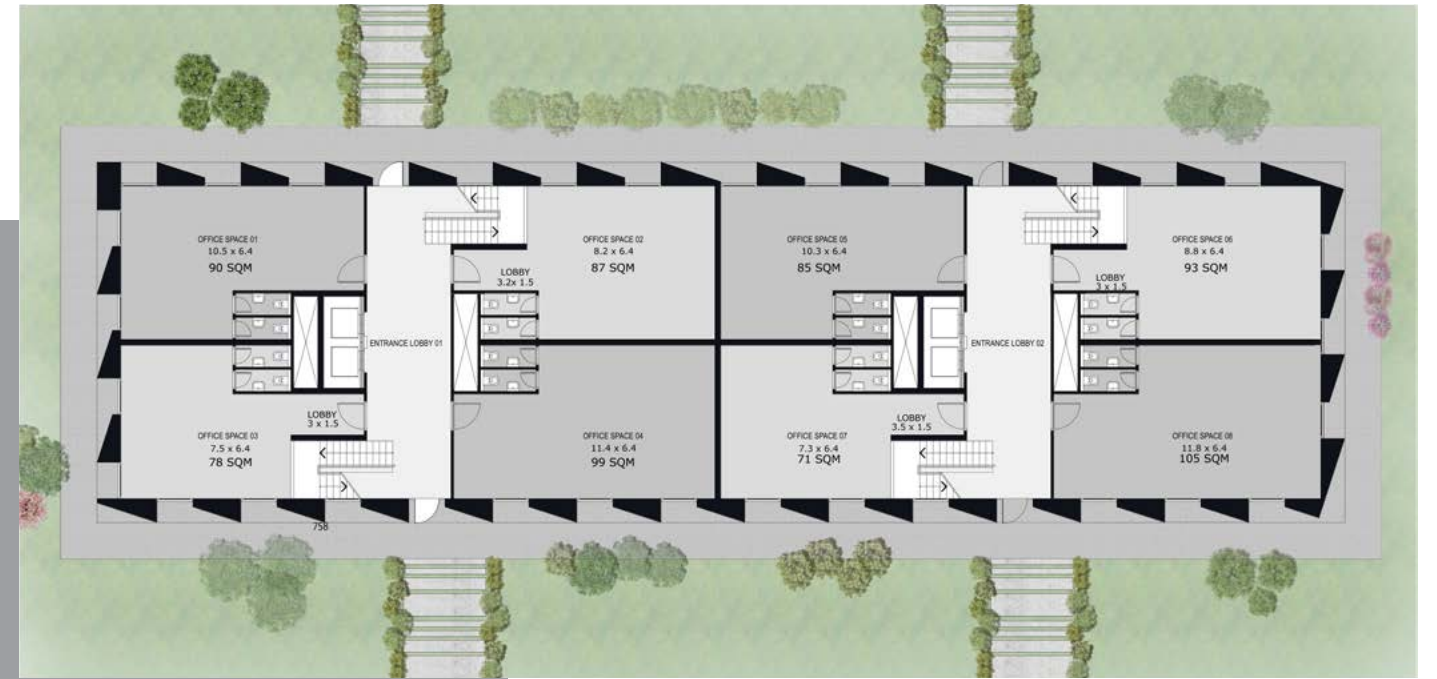 OFFICE SPACE 01
10.5 x 6.4
90 SQM
OFFICE SPACE 02
8.2 x 6.4
87 SQM
LOBBY
3.2x 1.5
OFFICE SPACE 05
10.3 x 6.4
85 SQM
OFFICE SPACE 06
8.8 x 6.4
93 SQM
LOBBY
3 x 1.5
ENTRANCE LOBBY 01
ENTRANCE LOBBY 02
LOBBY
3 x 1.5
OFFICE SPACE 03
7.5 x 6.4
78 SQM
OFFICE SPACE 04
11.4 x 6.4
99 SQM
OFFICE SPACE 07
7.3 x 6.4
71 SQM
LOBBY
3.5 x 1.5
OFFICE SPACE 08
11.8 x 6.4
105 SQM
758